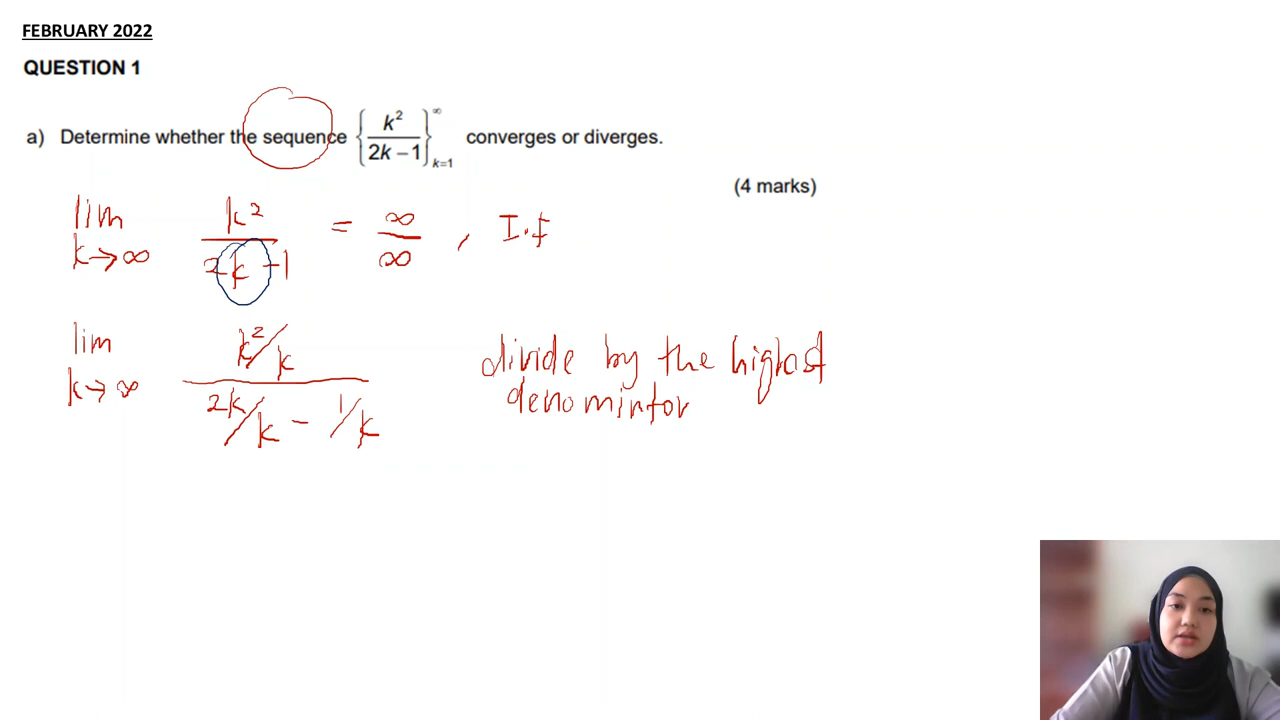 FEBRUARY 2022
QUESTION 1
a) Determine whether the sequence {k²/(2k – 1)}^∞_{k=1} converges or diverges.
(4 marks)
lim k→∞ k²/(2k – 1) = ∞/∞ , I.F
lim k→∞ (k²/k)/(2k/k – 1/k)
divide by the highest
denomintor